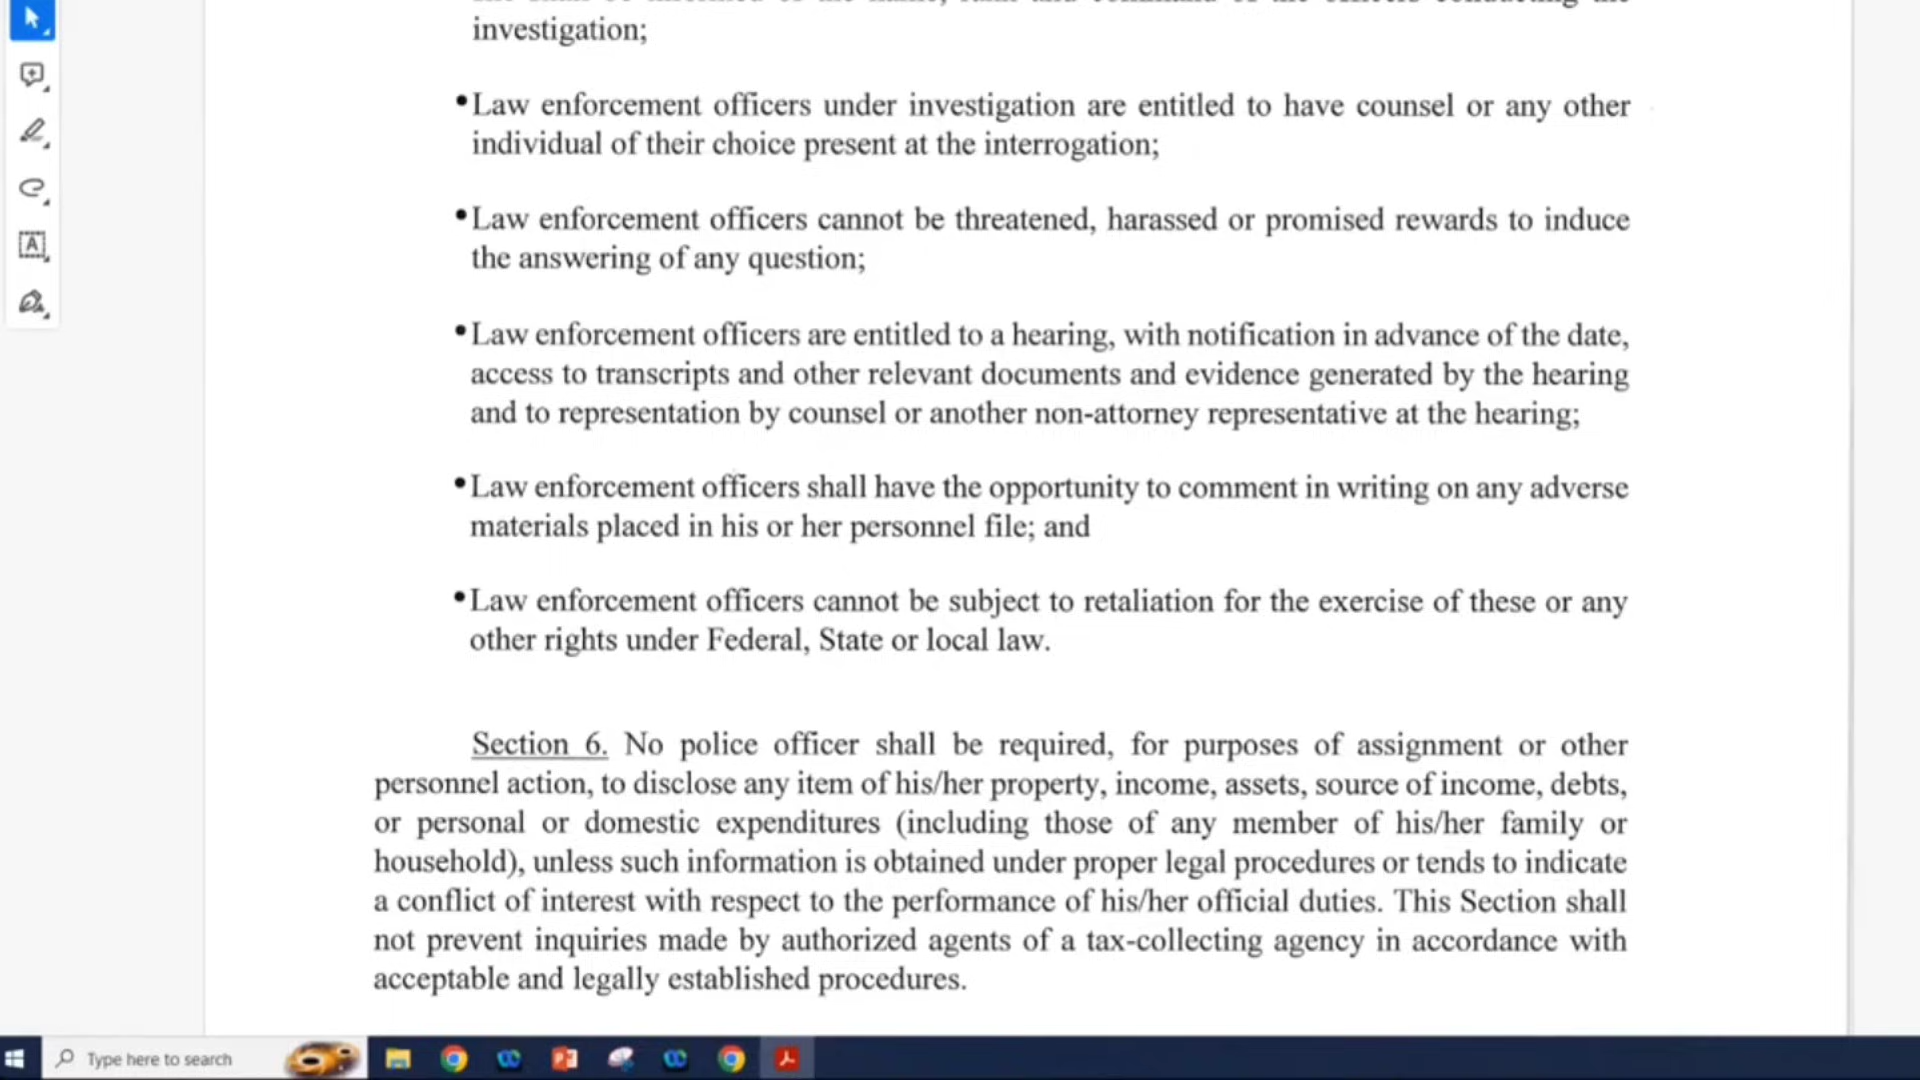 investigation;
•Law enforcement officers under investigation are entitled to have counsel or any other
individual of their choice present at the interrogation;
•Law enforcement officers cannot be threatened, harassed or promised rewards to induce
the answering of any question;
•Law enforcement officers are entitled to a hearing, with notification in advance of the date,
access to transcripts and other relevant documents and evidence generated by the hearing
and to representation by counsel or another non-attorney representative at the hearing;
•Law enforcement officers shall have the opportunity to comment in writing on any adverse
materials placed in his or her personnel file; and
•Law enforcement officers cannot be subject to retaliation for the exercise of these or any
other rights under Federal, State or local law.
Section 6. No police officer shall be required, for purposes of assignment or other
personnel action, to disclose any item of his/her property, income, assets, source of income, debts,
or personal or domestic expenditures (including those of any member of his/her family or
household), unless such information is obtained under proper legal procedures or tends to indicate
a conflict of interest with respect to the performance of his/her official duties. This Section shall
not prevent inquiries made by authorized agents of a tax-collecting agency in accordance with
acceptable and legally established procedures.
Type here to search